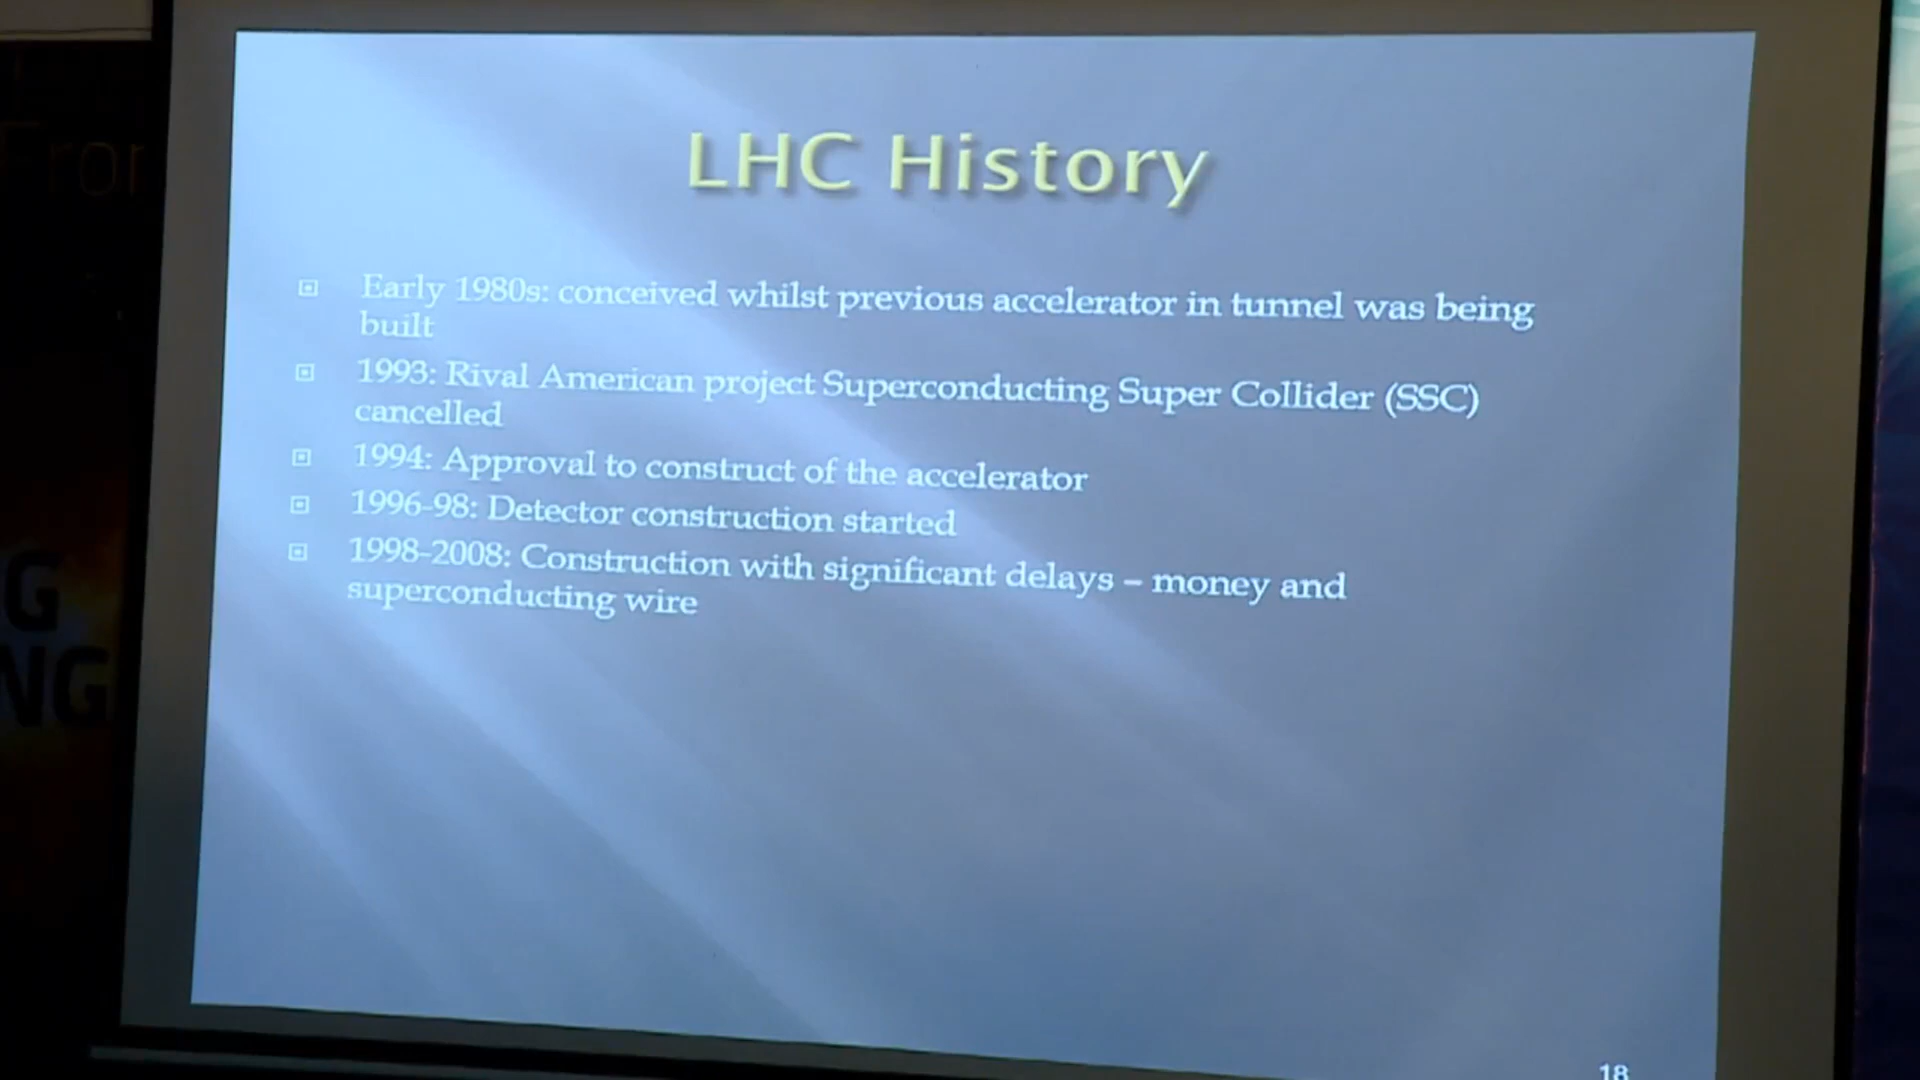 LHC History
Early 1980s: conceived whilst previous accelerator in tunnel was being
built
1993: Rival American project Superconducting Super Collider (SSC)
cancelled
1994: Approval to construct of the accelerator
1996-98: Detector construction started
1998-2008: Construction with significant delays – money and
superconducting wire
18
From
G
NG